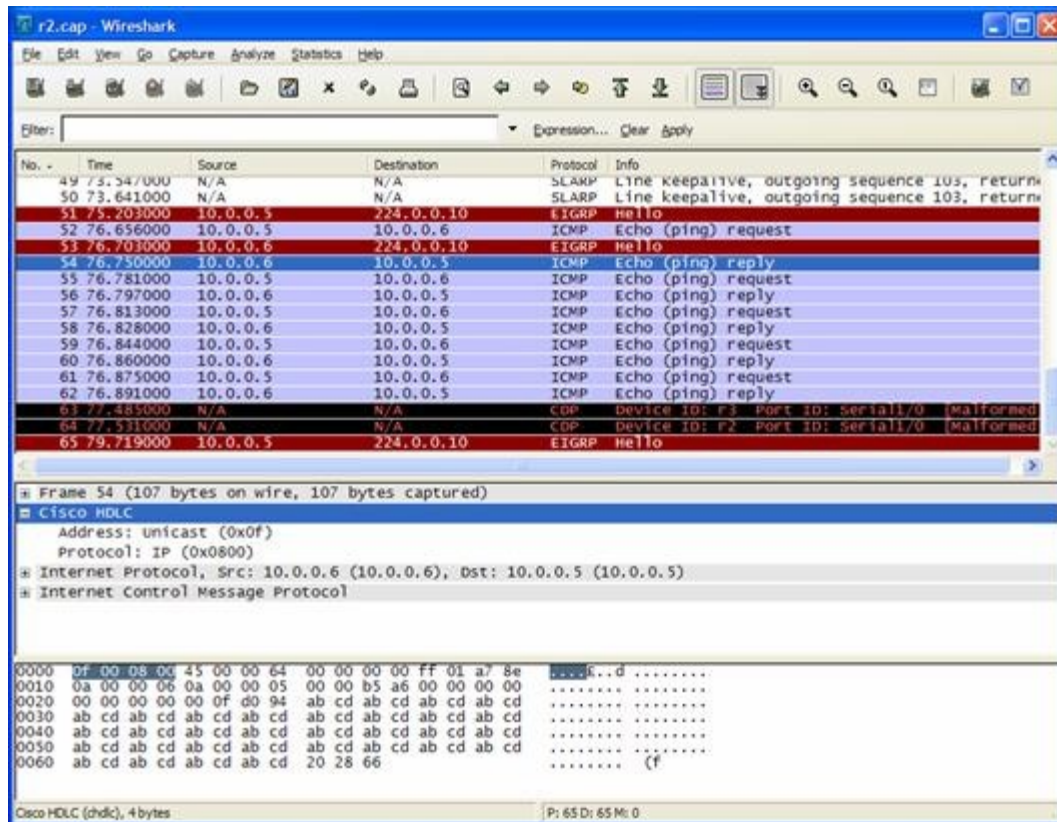 r2.cap - Wireshark
File Edit View Go Capture Analyze Statistics Help
Filter: Expression... Clear Apply
No. - Time Source Destination Protocol Info
49 73.547000 N/A N/A SLARP Line keepalive, outgoing sequence 103, returne
50 73.641000 N/A N/A SLARP Line keepalive, outgoing sequence 103, returne
51 75.203000 10.0.0.5 224.0.0.10 EIGRP Hello
52 76.656000 10.0.0.5 10.0.0.6 ICMP Echo (ping) request
53 76.703000 10.0.0.6 224.0.0.10 EIGRP Hello
54 76.750000 10.0.0.6 10.0.0.5 ICMP Echo (ping) reply
55 76.781000 10.0.0.5 10.0.0.6 ICMP Echo (ping) request
56 76.797000 10.0.0.6 10.0.0.5 ICMP Echo (ping) reply
57 76.813000 10.0.0.5 10.0.0.6 ICMP Echo (ping) request
58 76.828000 10.0.0.6 10.0.0.5 ICMP Echo (ping) reply
59 76.844000 10.0.0.5 10.0.0.6 ICMP Echo (ping) request
60 76.860000 10.0.0.6 10.0.0.5 ICMP Echo (ping) reply
61 76.875000 10.0.0.5 10.0.0.6 ICMP Echo (ping) request
62 76.891000 10.0.0.6 10.0.0.5 ICMP Echo (ping) reply
63 77.485000 N/A N/A CDP Device ID: r3 Port ID: Serial1/0 [Malformed
64 77.531000 N/A N/A CDP Device ID: r2 Port ID: Serial1/0 [Malformed
65 79.719000 10.0.0.5 224.0.0.10 EIGRP Hello
Frame 54 (107 bytes on wire, 107 bytes captured)
Cisco HDLC
Address: Unicast (0x0f)
Protocol: IP (0x0800)
Internet Protocol, Src: 10.0.0.6 (10.0.0.6), Dst: 10.0.0.5 (10.0.0.5)
Internet Control Message Protocol
0000 0f 00 08 00 45 00 00 64 00 00 00 00 ff 01 a7 8e ....E..d ........
0010 0a 00 00 06 0a 00 00 05 00 00 b5 a6 00 00 00 00 ........ ........
0020 00 00 00 00 00 0f d0 94 ab cd ab cd ab cd ab cd ........ ........
0030 ab cd ab cd ab cd ab cd ab cd ab cd ab cd ab cd ........ ........
0040 ab cd ab cd ab cd ab cd ab cd ab cd ab cd ab cd ........ ........
0050 ab cd ab cd ab cd ab cd ab cd ab cd ab cd ab cd ........ ........
0060 ab cd ab cd ab cd ab cd 20 28 66 ........ (f
Cisco HDLC (chdlc), 4 bytes P: 65 D: 65 M: 0